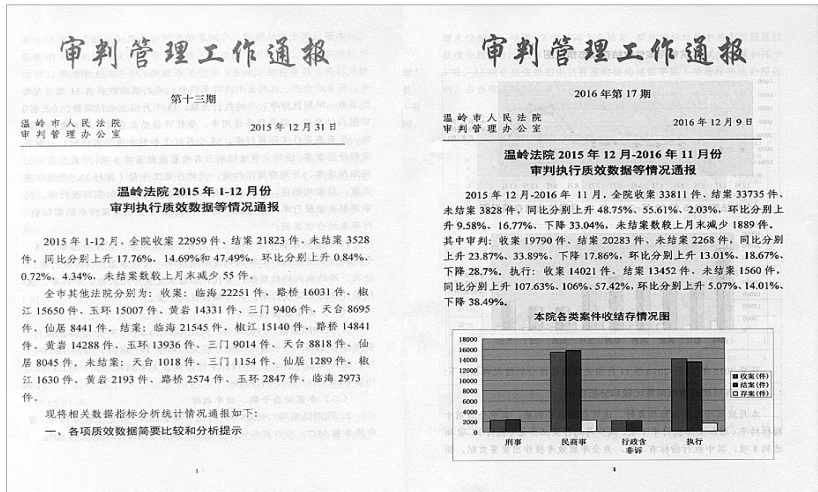 审判管理工作通报
第十三期
温岭市人民法院
审判管理办公室 2015年12月31日
温岭法院 2015年1-12月份
审判执行质效数据等情况通报
2015年1-12月，全院收案22959件、结案21823件、未结案3528
件，同比分别上升17.76%、14.69%和47.49%，环比分别上升0.84%、
0.72%、4.34%，未结案数较上月末减少55件。
全市其他法院分别为：收案：临海22251件、路桥16031件、椒
江15650件、玉环15007件、黄岩14331件、三门9406件、天台8695
件、仙居8441件。结案：临海21545件、椒江15140件、路桥14841
件、黄岩14288件、玉环13936件、三门9014件、天台8818件、仙
居8045件。未结案：天台1018件、三门1154件、仙居1289件、椒
江1630件、黄岩2193件、路桥2574件、玉环2847件、临海2973
件。
现将相关数据指标分析统计情况通报如下：
一、各项质效数据简要比较和分析提示
1
审判管理工作通报
2016年第17期
温岭市人民法院
审判管理办公室 2016年12月9日
温岭法院 2015年12月-2016年11月份
审判执行质效数据等情况通报
2015年12月-2016年11月，全院收案33811件、结案33735件、
未结案3828件，同比分别上升48.75%、55.61%、2.03%，环比分别上
升9.58%、16.77%、下降33.04%，未结案数较上月末减少1889件。
其中审判：收案19790件、结案20283件、未结案2268件，同比分别
上升23.87%、33.89%、下降17.86%，环比分别上升13.01%、18.67%、
下降28.7%。执行：收案14021件、结案13452件、未结案1560件，
同比分别上升107.63%、106%、57.42%，环比分别上升5.07%、14.01%、
下降38.49%。
本院各类案件收结存情况图
18000
16000
14000
12000
10000
8000
6000
4000
2000
0
刑事 民商事 行政含非诉 执行
收案(件)
结案(件)
存案(件)